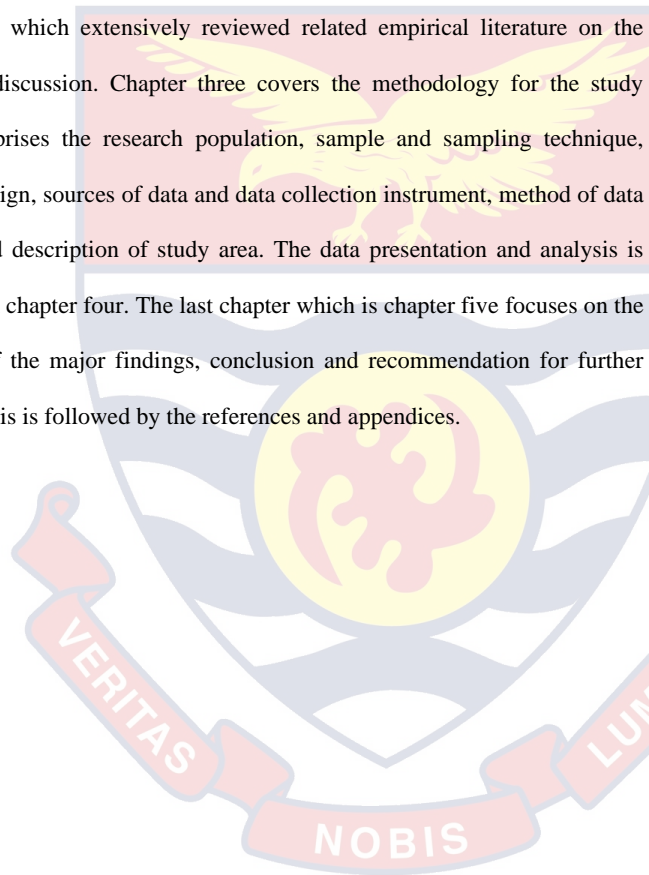 which extensively reviewed related empirical literature on the
discussion. Chapter three covers the methodology for the study
prises the research population, sample and sampling technique,
ign, sources of data and data collection instrument, method of data
description of study area. The data presentation and analysis is
chapter four. The last chapter which is chapter five focuses on the
the major findings, conclusion and recommendation for further
is is followed by the references and appendices.
VERITAS
NOBIS
LUM